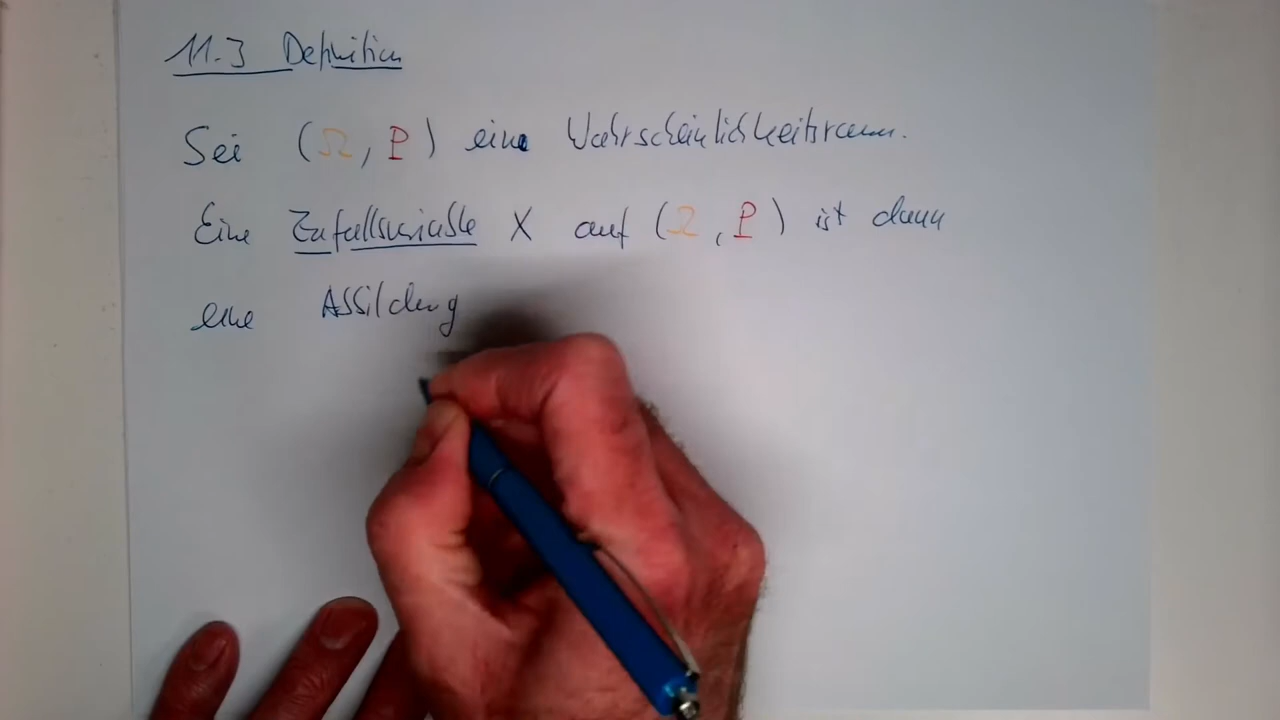 11.3 Definition
Sei (Ω, P) ein Wahrscheinlichkeitsraum.
Eine Zufallsvariable X auf (Ω, P) ist dann
eine Abbildung